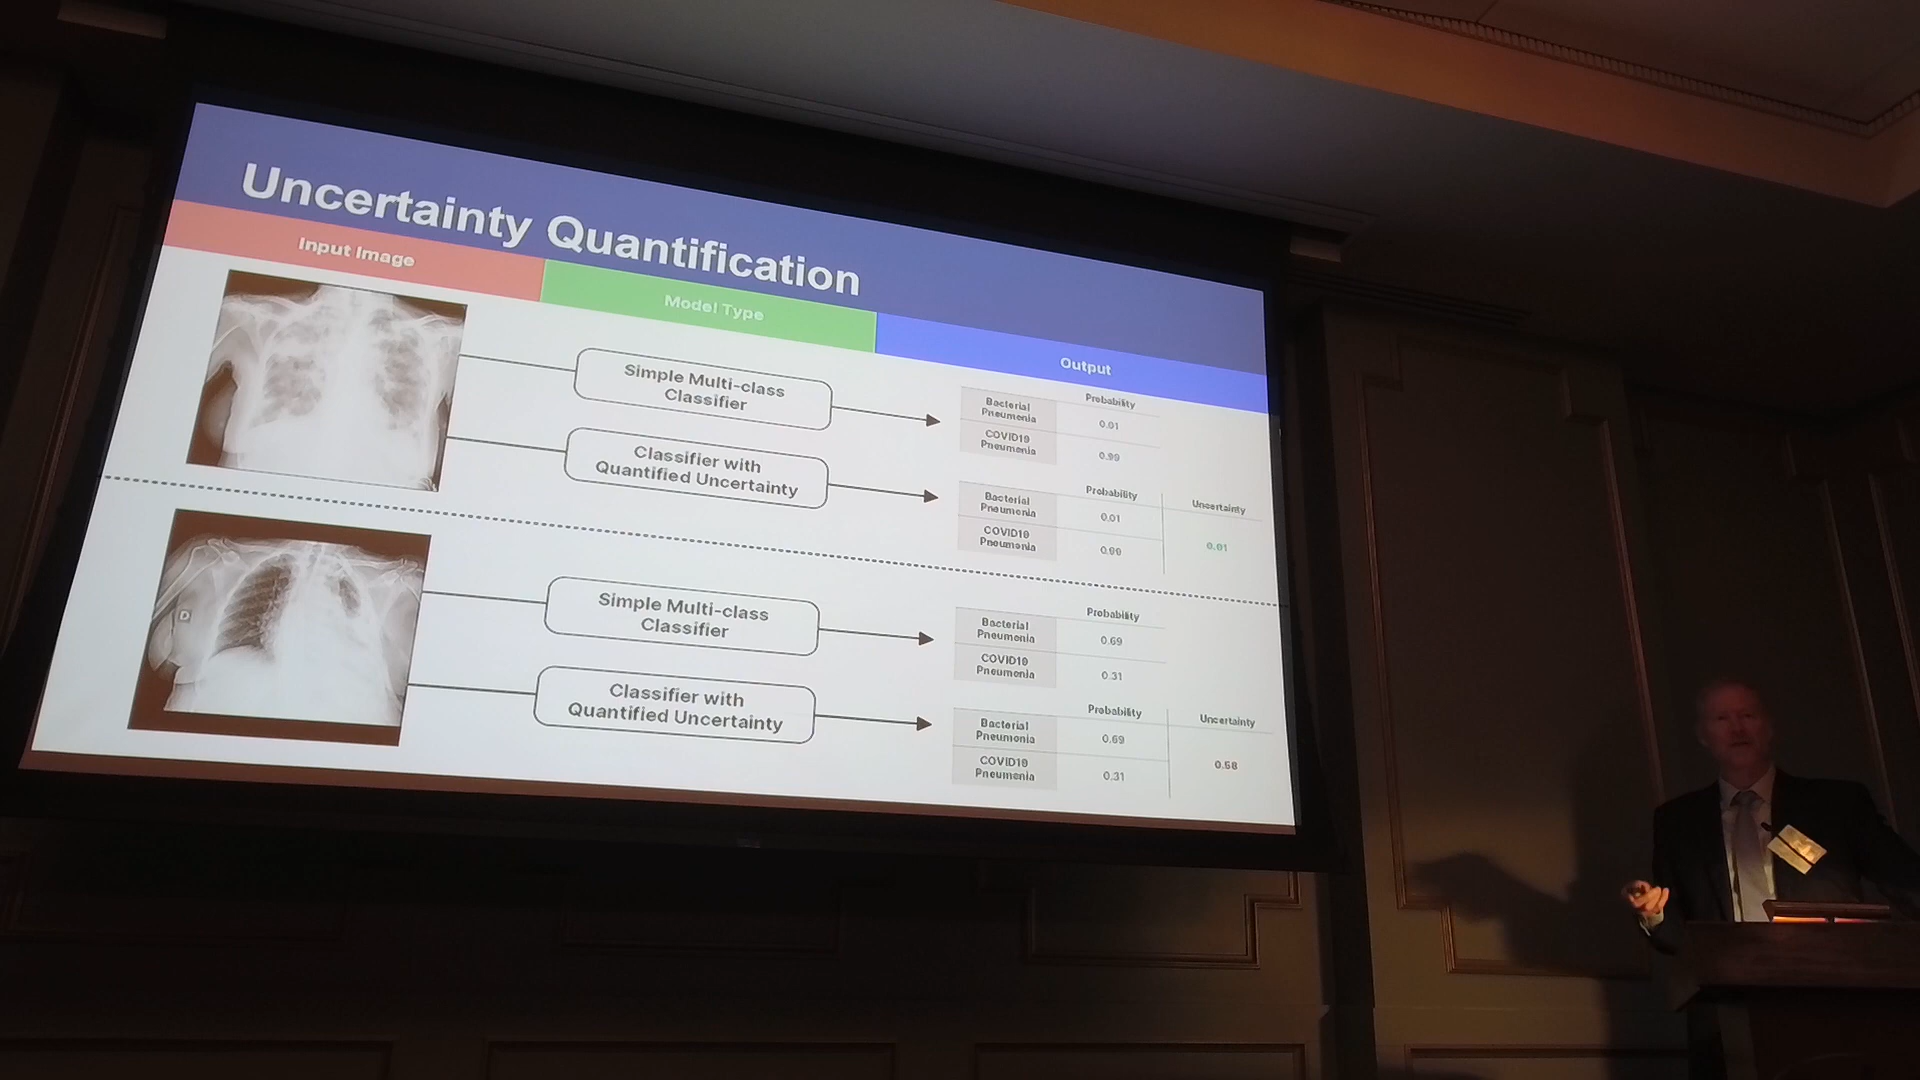 Uncertainty Quantification
Input Image
Model Type
Output
Simple Multi-class
Classifier
Probability
Bacterial
Pneumonia
0.01
COVID19
Pneumonia
0.99
Classifier with
Quantified Uncertainty
Probability
Uncertainty
Bacterial
Pneumonia
0.01
COVID19
Pneumonia
0.99
0.01
D
Simple Multi-class
Classifier
Probability
Bacterial
Pneumonia
0.69
COVID19
Pneumonia
0.31
Classifier with
Quantified Uncertainty
Probability
Uncertainty
Bacterial
Pneumonia
0.69
COVID19
Pneumonia
0.31
0.58